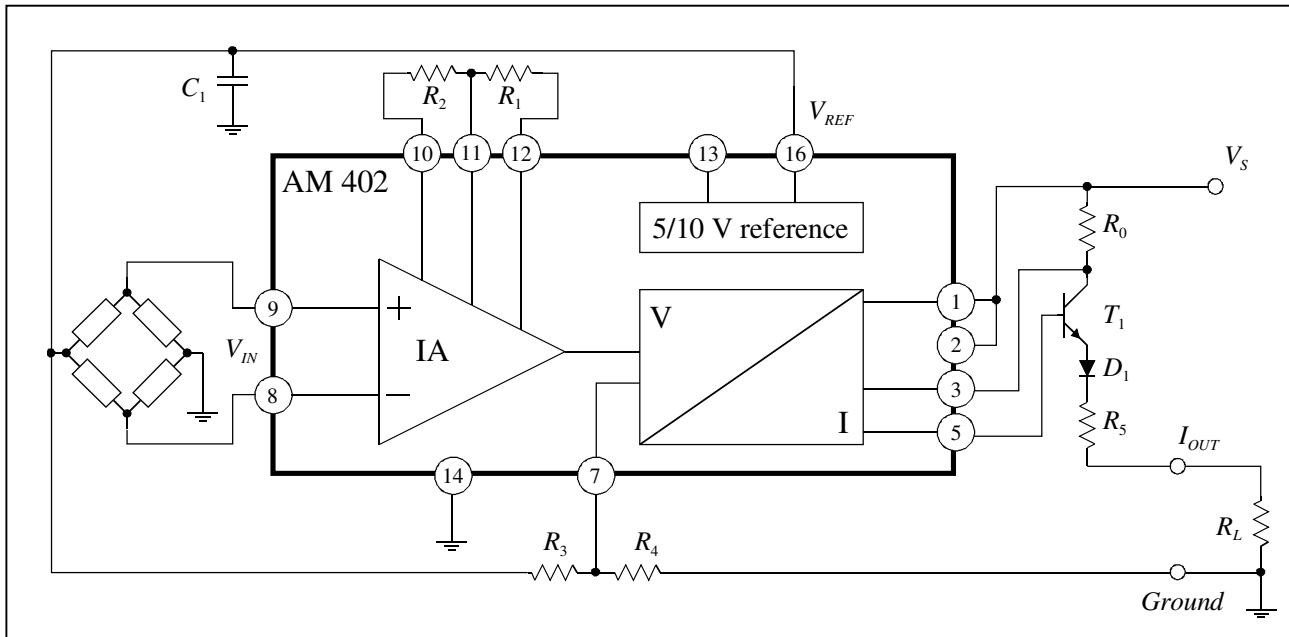 C1
R2
R1
VREF
10
11
12
13
16
AM 402
VS
5/10 V reference
R0
9
+
V
1
T1
VIN
IA
2
D1
8
−
3
I
5
R5
IOUT
14
7
RL
R3
R4
Ground